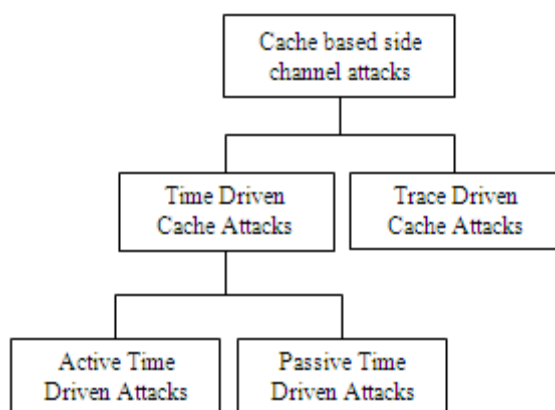 Cache based side
channel attacks
Time Driven
Cache Attacks
Trace Driven
Cache Attacks
Active Time
Driven Attacks
Passive Time
Driven Attacks